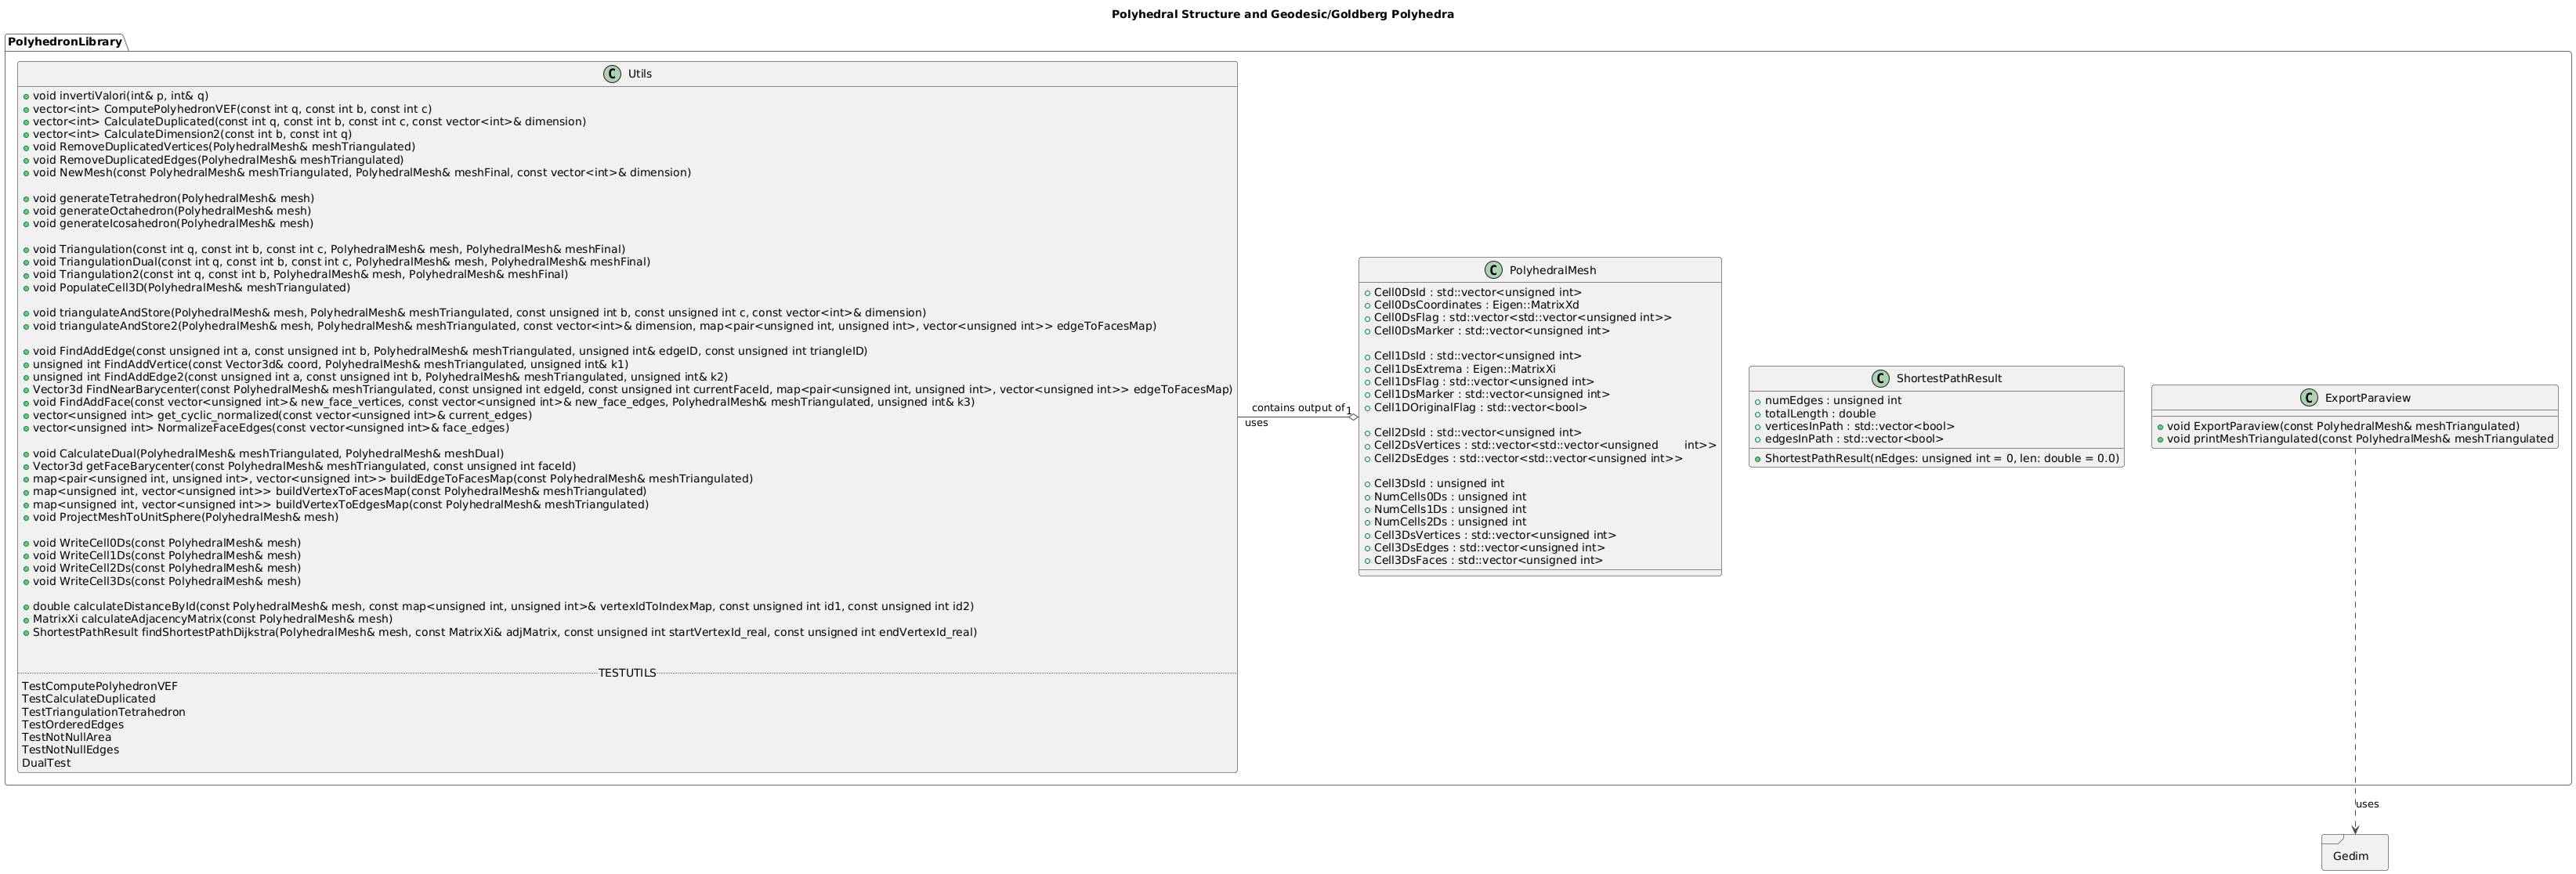 Polyhedral Structure and Geodesic/Goldberg Polyhedra
PolyhedronLibrary
C Utils
void invertiValori(int& p, int& q)
vector<int> ComputePolyhedronVEF(const int q, const int b, const int c)
vector<int> CalculateDuplicated(const int q, const int b, const int c, const vector<int>& dimension)
vector<int> CalculateDimension2(const int b, const int q)
void RemoveDuplicatedVertices(PolyhedralMesh& meshTriangulated)
void RemoveDuplicatedEdges(PolyhedralMesh& meshTriangulated)
void NewMesh(const PolyhedralMesh& meshTriangulated, PolyhedralMesh& meshFinal, const vector<int>& dimension)
void generateTetrahedron(PolyhedralMesh& mesh)
void generateOctahedron(PolyhedralMesh& mesh)
void generateIcosahedron(PolyhedralMesh& mesh)
void Triangulation(const int q, const int b, const int c, PolyhedralMesh& mesh, PolyhedralMesh& meshFinal)
void TriangulationDual(const int q, const int b, const int c, PolyhedralMesh& mesh, PolyhedralMesh& meshFinal)
void Triangulation2(const int q, const int b, PolyhedralMesh& mesh, PolyhedralMesh& meshFinal)
void PopulateCell3D(PolyhedralMesh& meshTriangulated)
void triangulateAndStore(PolyhedralMesh& mesh, PolyhedralMesh& meshTriangulated, const unsigned int b, const unsigned int c, const vector<int>& dimension)
void triangulateAndStore2(PolyhedralMesh& mesh, PolyhedralMesh& meshTriangulated, const vector<int>& dimension, map<pair<unsigned int, unsigned int>, vector<unsigned int>> edgeToFacesMap)
void FindAddEdge(const unsigned int a, const unsigned int b, PolyhedralMesh& meshTriangulated, unsigned int& edgeID, const unsigned int triangleID)
unsigned int FindAddVertice(const Vector3d& coord, PolyhedralMesh& meshTriangulated, unsigned int& k1)
unsigned int FindAddEdge2(const unsigned int a, const unsigned int b, PolyhedralMesh& meshTriangulated, unsigned int& k2)
Vector3d FindNearBarycenter(const PolyhedralMesh& meshTriangulated, const unsigned int edgeId, const unsigned int currentFaceId, map<pair<unsigned int, unsigned int>, vector<unsigned int>> edgeToFacesMap)
void FindAddFace(const vector<unsigned int>& new_face_vertices, const vector<unsigned int>& new_face_edges, PolyhedralMesh& meshTriangulated, unsigned int& k3)
vector<unsigned int> get_cyclic_normalized(const vector<unsigned int>& current_edges)
vector<unsigned int> NormalizeFaceEdges(const vector<unsigned int>& face_edges)
void CalculateDual(PolyhedralMesh& meshTriangulated, PolyhedralMesh& meshDual)
Vector3d getFaceBarycenter(const PolyhedralMesh& meshTriangulated, const unsigned int faceId)
map<pair<unsigned int, unsigned int>, vector<unsigned int>> buildEdgeToFacesMap(const PolyhedralMesh& meshTriangulated)
map<unsigned int, vector<unsigned int>> buildVertexToFacesMap(const PolyhedralMesh& meshTriangulated)
map<unsigned int, vector<unsigned int>> buildVertexToEdgesMap(const PolyhedralMesh& meshTriangulated)
void ProjectMeshToUnitSphere(PolyhedralMesh& mesh)
void WriteCell0Ds(const PolyhedralMesh& mesh)
void WriteCell1Ds(const PolyhedralMesh& mesh)
void WriteCell2Ds(const PolyhedralMesh& mesh)
void WriteCell3Ds(const PolyhedralMesh& mesh)
double calculateDistanceById(const PolyhedralMesh& mesh, const map<unsigned int, unsigned int>& vertexIdToIndexMap, const unsigned int id1, const unsigned int id2)
MatrixXi calculateAdjacencyMatrix(const PolyhedralMesh& mesh)
ShortestPathResult findShortestPathDijkstra(PolyhedralMesh& mesh, const MatrixXi& adjMatrix, const unsigned int startVertexId_real, const unsigned int endVertexId_real)
TESTUTILS
TestComputePolyhedronVEF
TestCalculateDuplicated
TestTriangulationTetrahedron
TestOrderedEdges
TestNotNullArea
TestNotNullEdges
DualTest
contains output of 1
uses
C PolyhedralMesh
Cell0DsId : std::vector<unsigned int>
Cell0DsCoordinates : Eigen::MatrixXd
Cell0DsFlag : std::vector<std::vector<unsigned int>>
Cell0DsMarker : std::vector<unsigned int>
Cell1DsId : std::vector<unsigned int>
Cell1DsExtrema : Eigen::MatrixXi
Cell1DsFlag : std::vector<unsigned int>
Cell1DsMarker : std::vector<unsigned int>
Cell1DOriginalFlag : std::vector<bool>
Cell2DsId : std::vector<unsigned int>
Cell2DsVertices : std::vector<std::vector<unsigned int>>
Cell2DsEdges : std::vector<std::vector<unsigned int>>
Cell3DsId : unsigned int
NumCells0Ds : unsigned int
NumCells1Ds : unsigned int
NumCells2Ds : unsigned int
Cell3DsVertices : std::vector<unsigned int>
Cell3DsEdges : std::vector<unsigned int>
Cell3DsFaces : std::vector<unsigned int>
C ShortestPathResult
numEdges : unsigned int
totalLength : double
verticesInPath : std::vector<bool>
edgesInPath : std::vector<bool>
ShortestPathResult(nEdges: unsigned int = 0, len: double = 0.0)
C ExportParaview
void ExportParaview(const PolyhedralMesh& meshTriangulated)
void printMeshTriangulated(const PolyhedralMesh& meshTriangulated
uses
Gedim